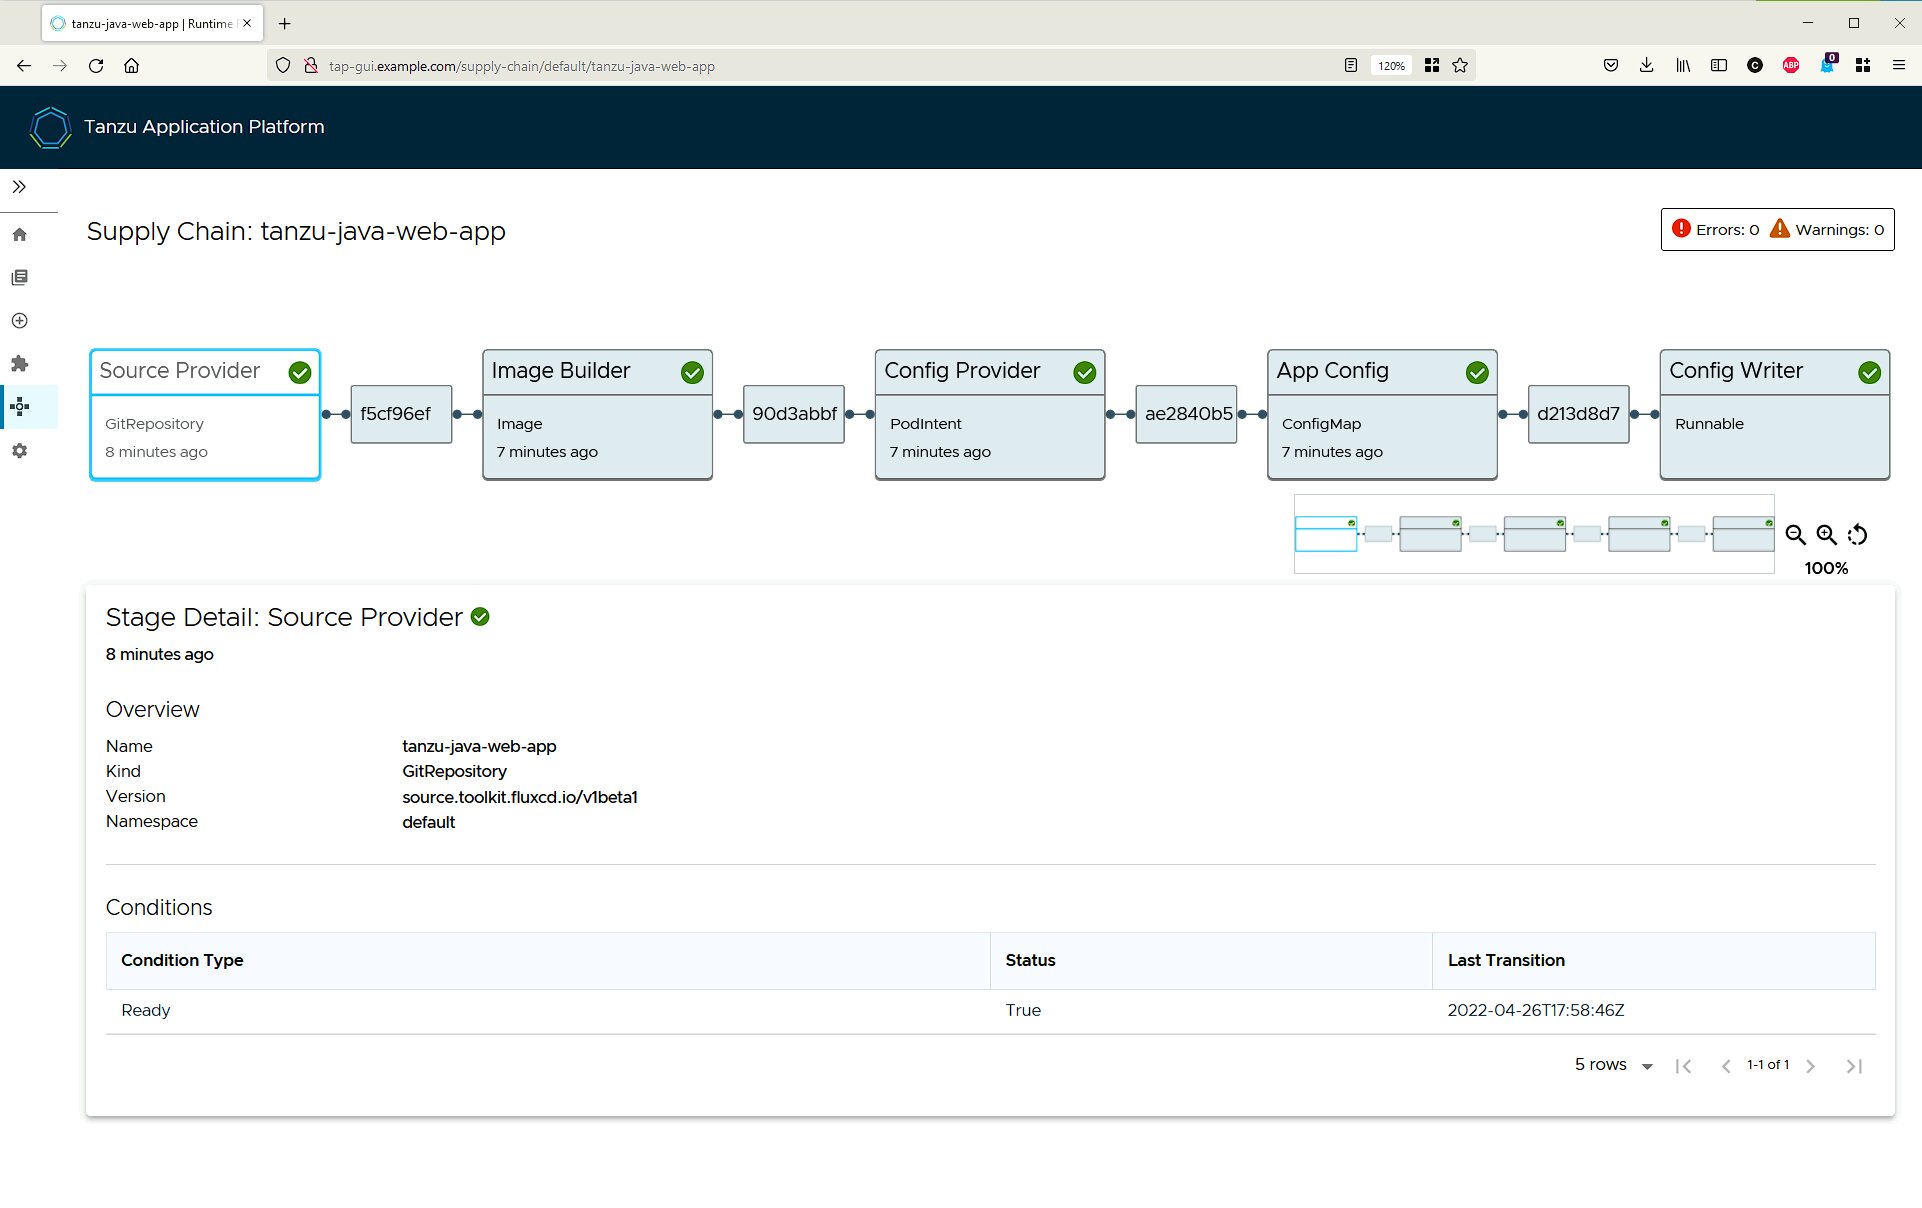 tanzu-java-web-app | Runtime
tap-gui.example.com/supply-chain/default/tanzu-java-web-app
120%
C
ABP
0
Tanzu Application Platform
Supply Chain: tanzu-java-web-app
Errors: 0 Warnings: 0
Source Provider
GitRepository
8 minutes ago
f5cf96ef
Image Builder
Image
7 minutes ago
90d3abbf
Config Provider
PodIntent
7 minutes ago
ae2840b5
App Config
ConfigMap
7 minutes ago
d213d8d7
Config Writer
Runnable
100%
Stage Detail: Source Provider
8 minutes ago
Overview
Name tanzu-java-web-app
Kind GitRepository
Version source.toolkit.fluxcd.io/v1beta1
Namespace default
Conditions
Condition Type Status Last Transition
Ready True 2022-04-26T17:58:46Z
5 rows 1-1 of 1